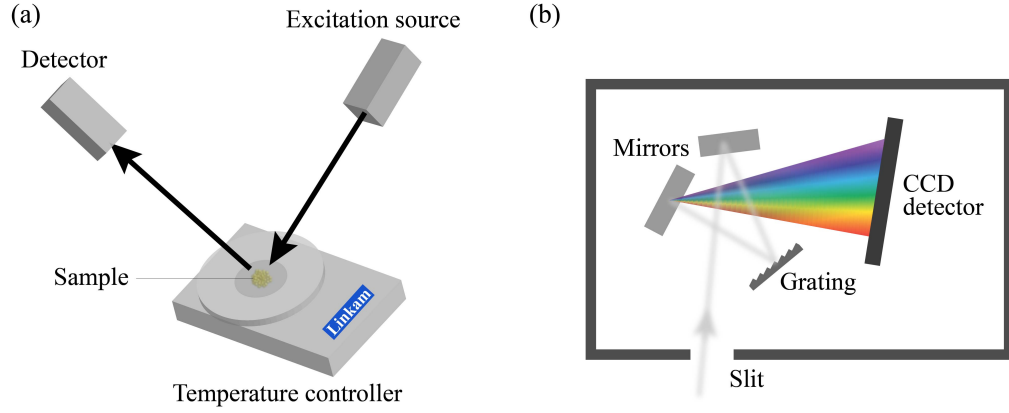 (a)
Excitation source
Detector
Sample
Linkam
Temperature controller
(b)
Mirrors
CCD
detector
Grating
Slit